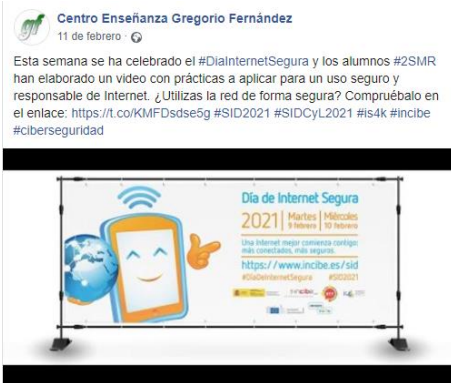 gf
Centro Enseñanza Gregorio Fernández
11 de febrero ·
Esta semana se ha celebrado el #DiaInternetSegura y los alumnos #2SMR
han elaborado un video con prácticas a aplicar para un uso seguro y
responsable de Internet. ¿Utilizas la red de forma segura? Compruébalo en
el enlace: https://t.co/KMFDsdse5g #SID2021 #SIDCyL2021 #is4k #incibe
#ciberseguridad
Día de Internet Segura
2021 Martes 9 febrero Miércoles 10 febrero
Una Internet mejor comienza contigo:
más conectados, más seguros
https://www.incibe.es/sid
#DíaDeInternetSegura #SID2021
incibe